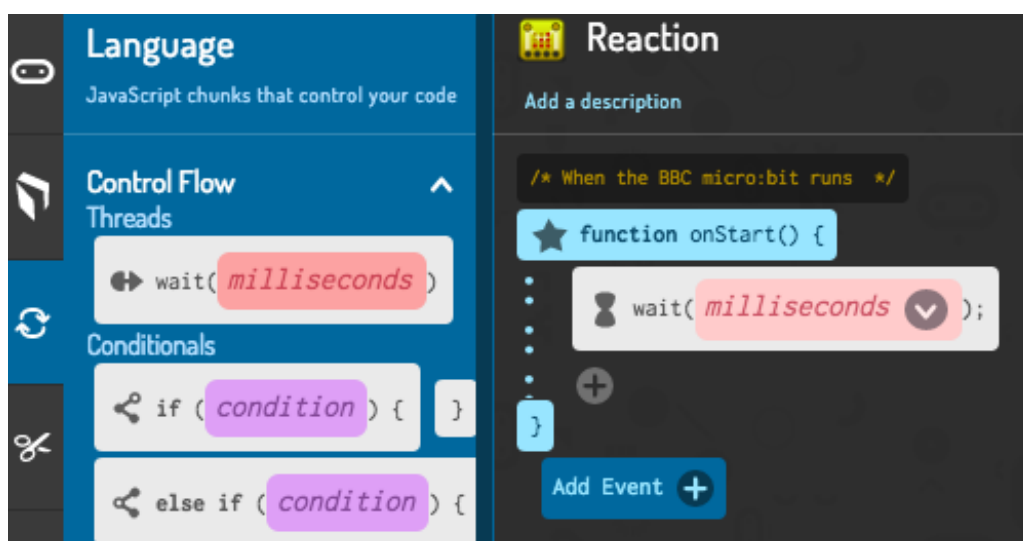 Language
JavaScript chunks that control your code
Control Flow
Threads
wait( milliseconds )
Conditionals
if ( condition ) { }
else if ( condition ) {
Reaction
Add a description
/* When the BBC micro:bit runs */
function onStart() {
wait( milliseconds );
}
Add Event